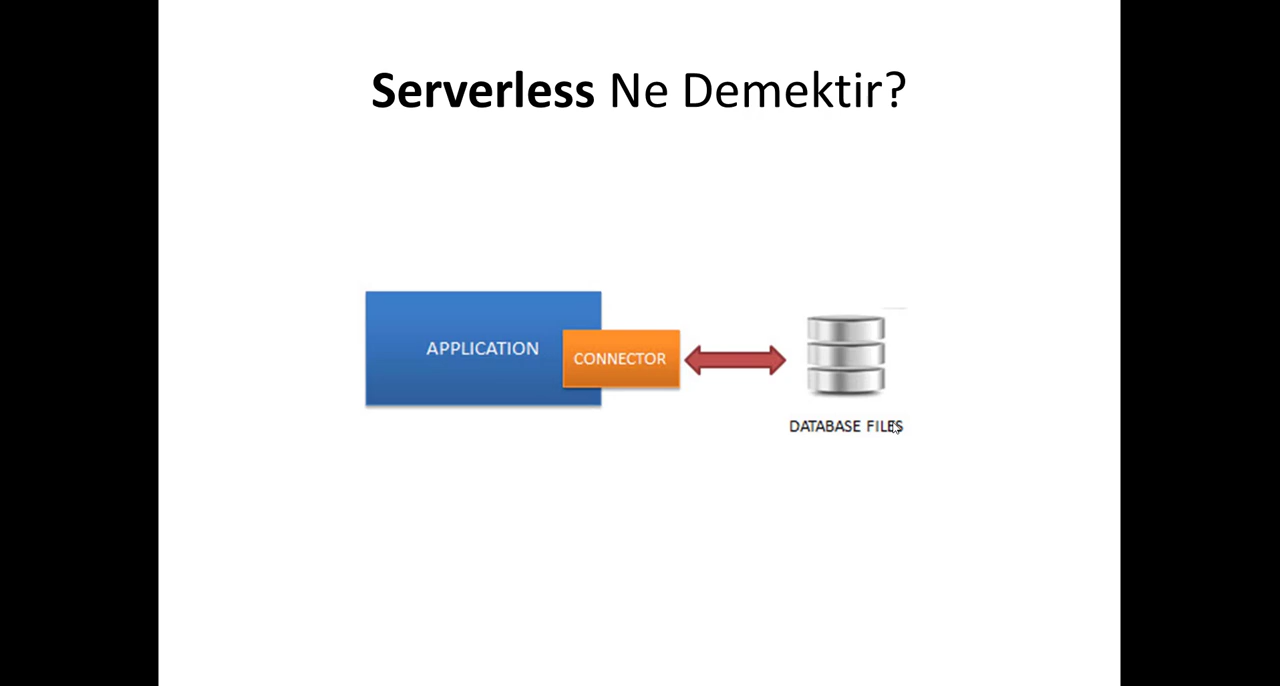 Serverless Ne Demektir?
APPLICATION
CONNECTOR
DATABASE FILES